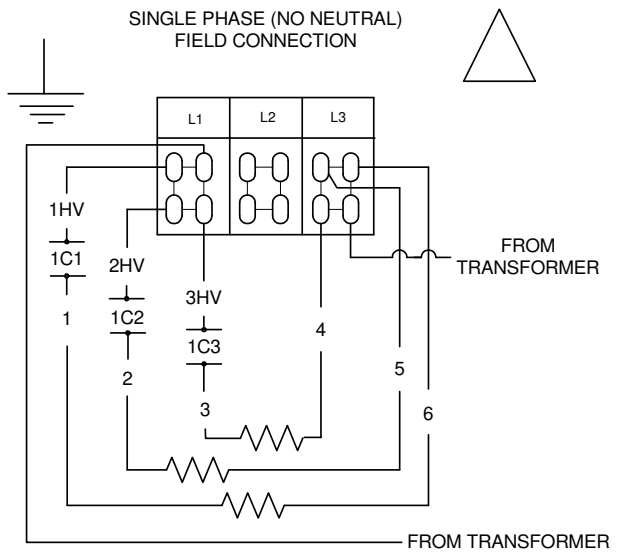 SINGLE PHASE (NO NEUTRAL)
FIELD CONNECTION
L1 L2 L3
1HV
1C1
1
2HV
1C2
2
3HV
1C3
3
4
5
6
FROM
TRANSFORMER
FROM TRANSFORMER